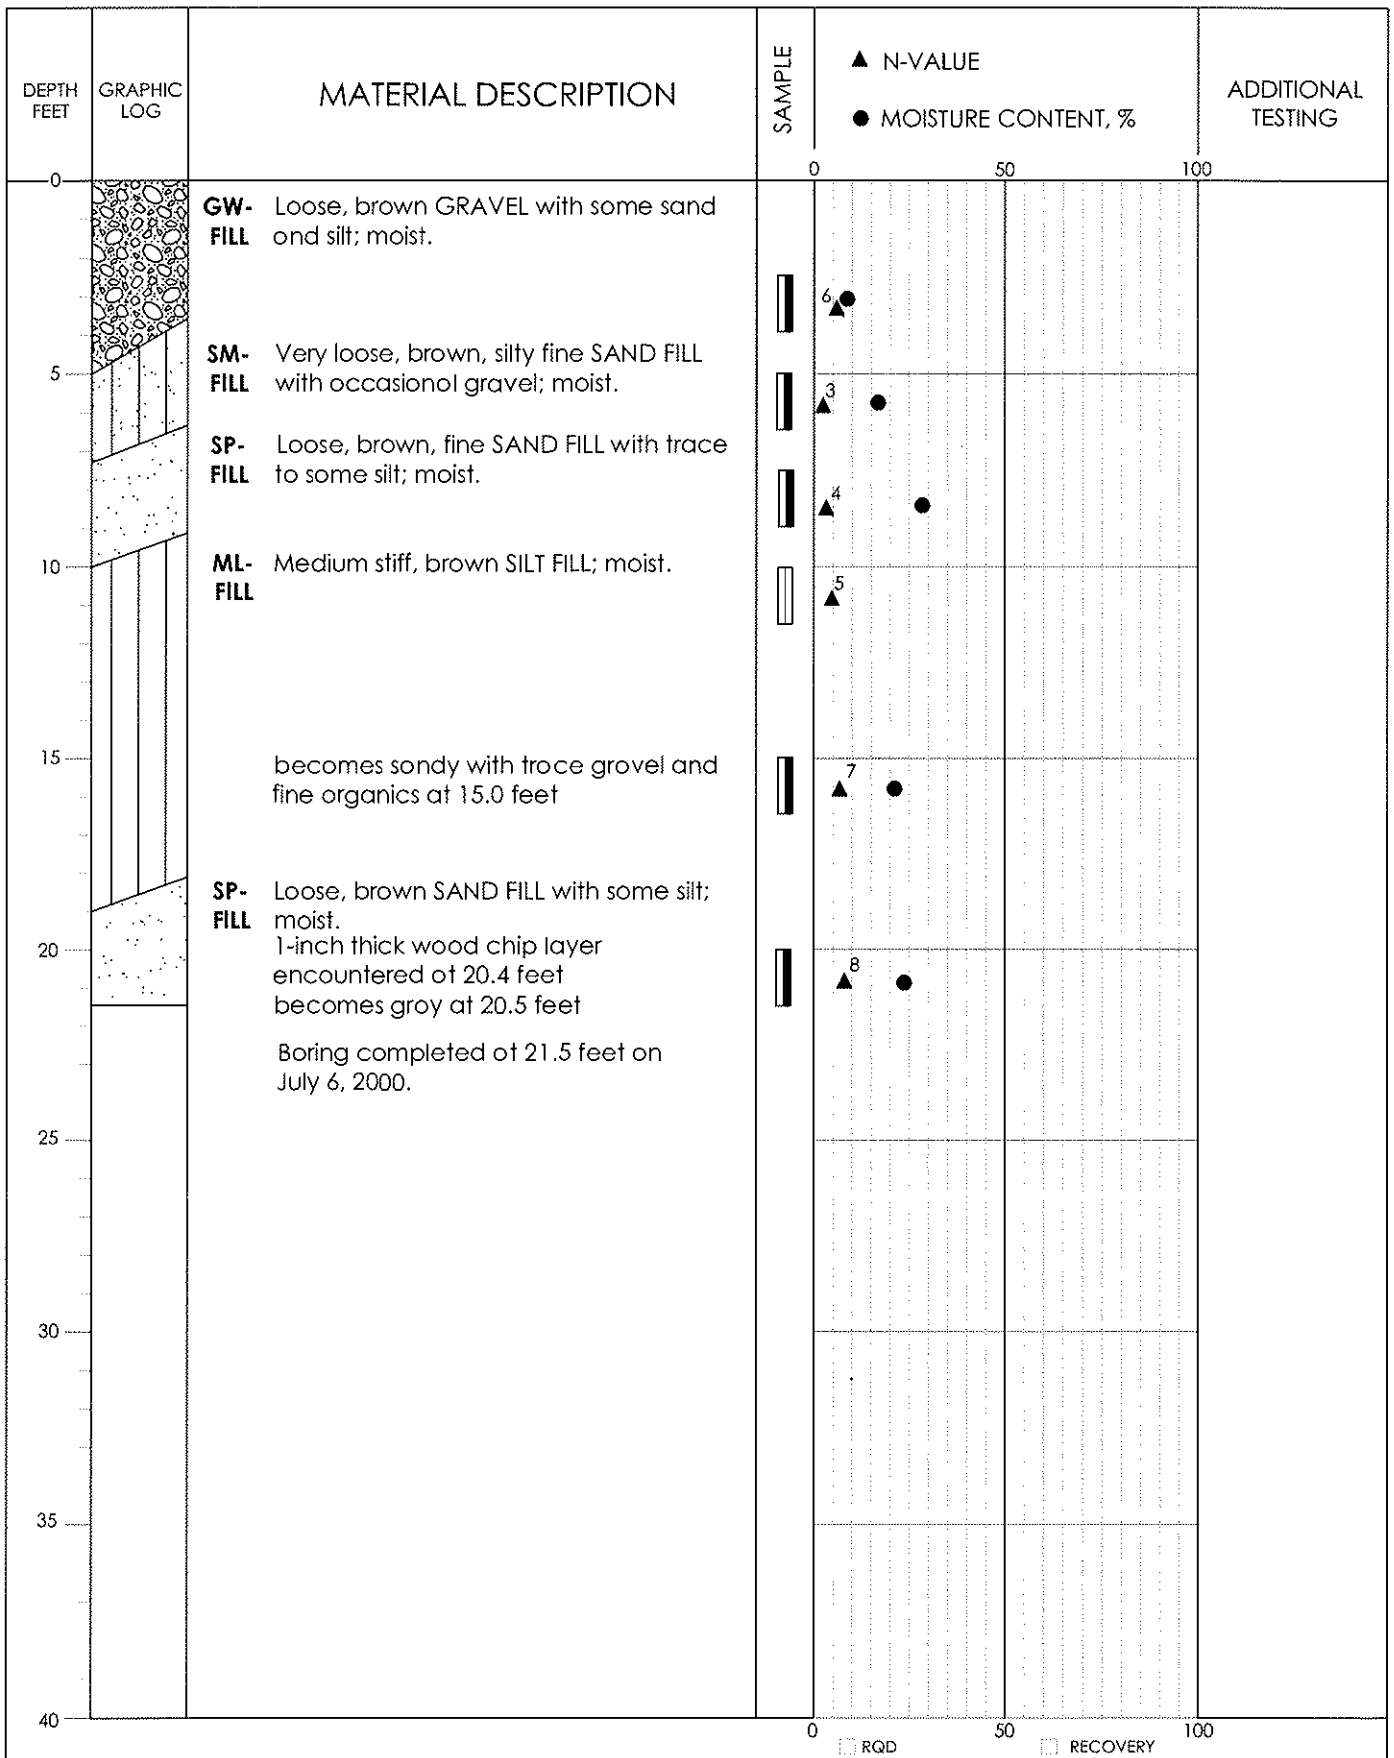 DEPTH
FEET
GRAPHIC
LOG
MATERIAL DESCRIPTION
SAMPLE
▲ N-VALUE
● MOISTURE CONTENT, %
ADDITIONAL
TESTING
0 50 100
0
GW- Loose, brown GRAVEL with some sand
FILL ond silt; moist.
6
SM- Very loose, brown, silty fine SAND FILL
5 FILL with occasionol gravel; moist.
3
SP- Loose, brown, fine SAND FILL with trace
FILL to some silt; moist.
4
10 ML- Medium stiff, brown SILT FILL; moist.
FILL
5
15 becomes sondy with troce grovel and
fine organics at 15.0 feet
7
SP- Loose, brown SAND FILL with some silt;
FILL moist.
20 1-inch thick wood chip layer
encountered ot 20.4 feet
becomes groy at 20.5 feet
8
Boring completed ot 21.5 feet on
July 6, 2000.
25
30
35
40
0 50 100
RQD RECOVERY